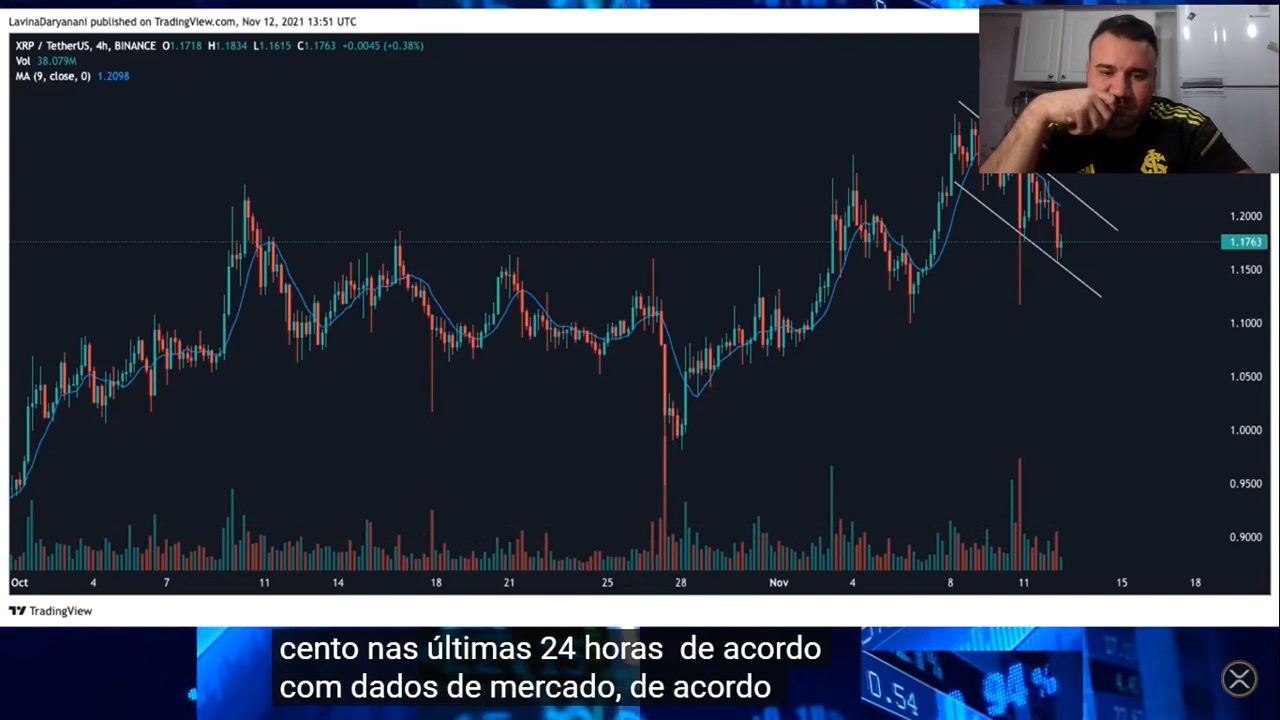 LavinaDaryanani published on TradingView.com, Nov 12, 2021 13:51 UTC
XRP / TetherUS, 4h, BINANCE O1.1718 H1.1834 L1.1615 C1.1763 +0.0045 (+0.38%)
Vol 38.079M
MA (9, close, 0) 1.2098
1.2000
1.1763
1.1500
1.1000
1.0500
1.0000
0.9500
0.9000
Oct 4 7 11 14 18 21 25 28 Nov 4 8 11 15 18
TradingView
cento nas últimas 24 horas de acordo
com dados de mercado, de acordo
0.54
94%